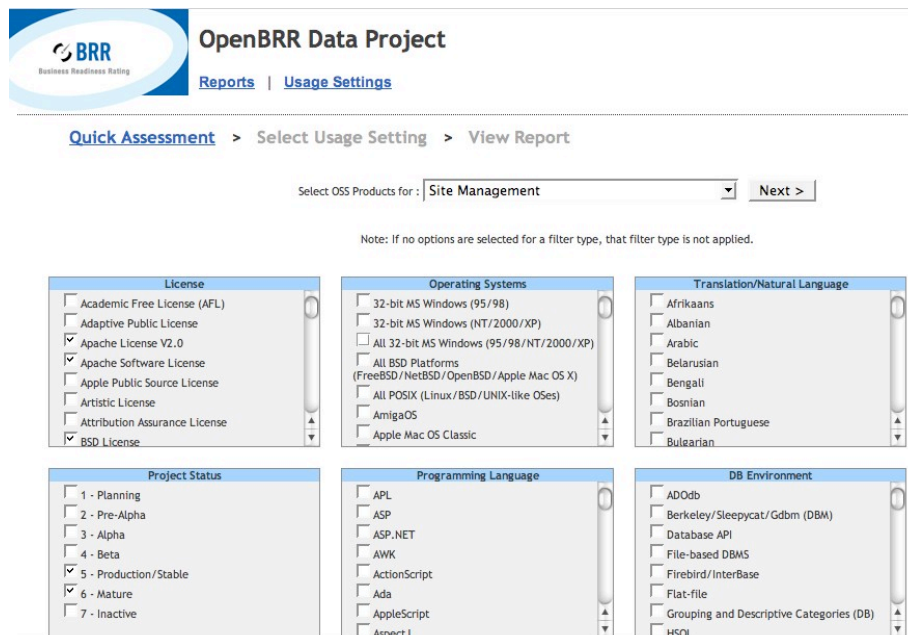 BRR
Business Readiness Rating
OpenBRR Data Project
Reports | Usage Settings
Quick Assessment > Select Usage Setting > View Report
Select OSS Products for : Site Management Next >
Note: If no options are selected for a filter type, that filter type is not applied.
License
Academic Free License (AFL)
Adaptive Public License
Apache License V2.0
Apache Software License
Apple Public Source License
Artistic License
Attribution Assurance License
BSD License
Operating Systems
32-bit MS Windows (95/98)
32-bit MS Windows (NT/2000/XP)
All 32-bit MS Windows (95/98/NT/2000/XP)
All BSD Platforms
(FreeBSD/NetBSD/OpenBSD/Apple Mac OS X)
All POSIX (Linux/BSD/UNIX-like OSes)
AmigaOS
Apple Mac OS Classic
Translation/Natural Language
Afrikaans
Albanian
Arabic
Belarusian
Bengali
Bosnian
Brazilian Portuguese
Bulgarian
Project Status
1 - Planning
2 - Pre-Alpha
3 - Alpha
4 - Beta
5 - Production/Stable
6 - Mature
7 - Inactive
Programming Language
APL
ASP
ASP.NET
AWK
ActionScript
Ada
AppleScript
AspectJ
DB Environment
ADOdb
Berkeley/Sleepycat/Gdbm (DBM)
Database API
File-based DBMS
Firebird/InterBase
Flat-file
Grouping and Descriptive Categories (DB)
HSQL